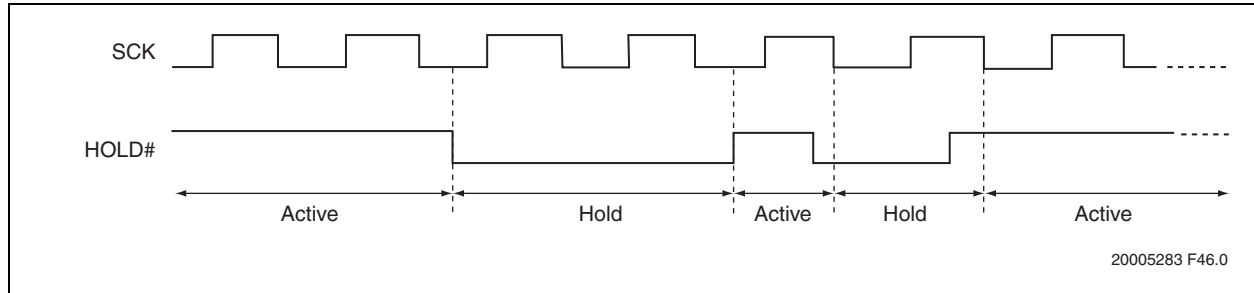 SCK
HOLD#
Active
Hold
Active
Hold
Active
20005283 F46.0